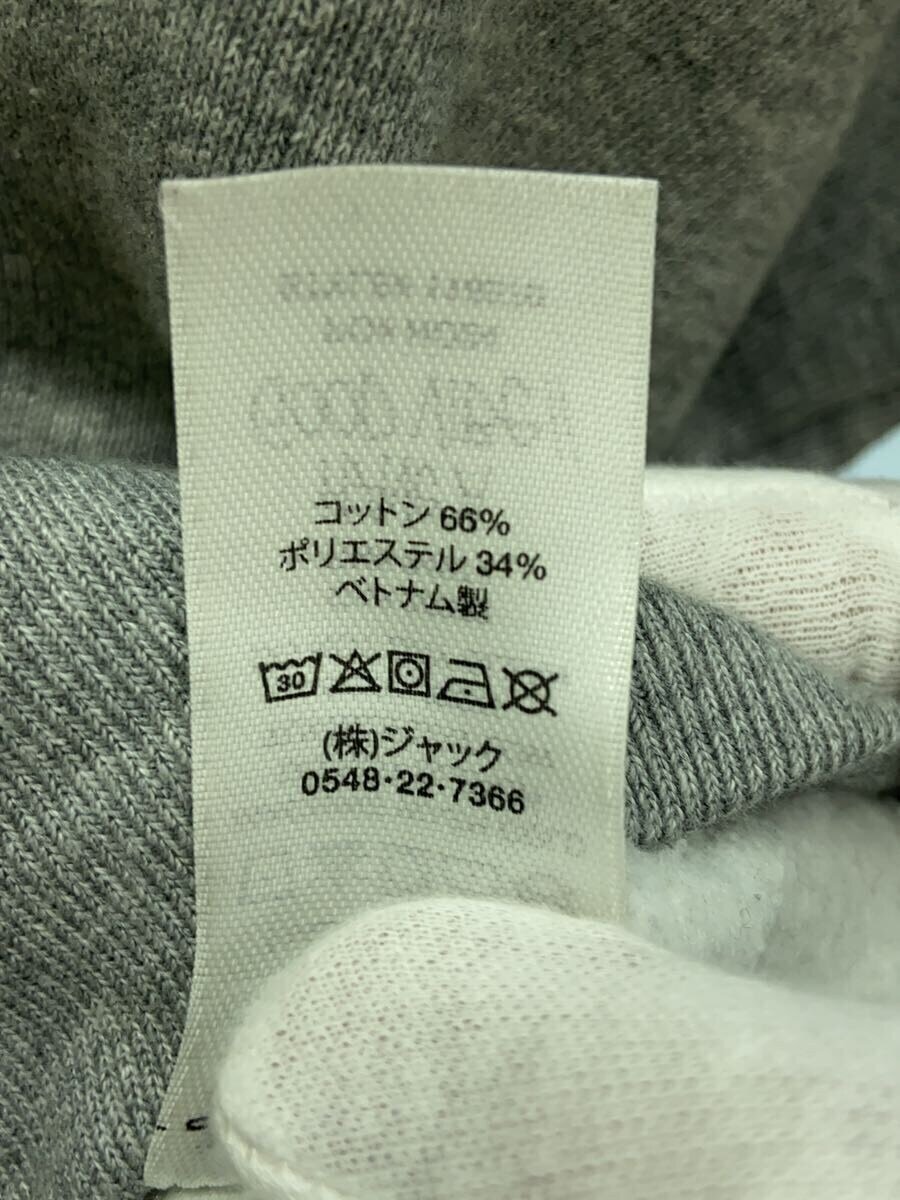 コットン 66%
ポリエステル 34%
ベトナム製
30
(株)ジャック
0548・22・7366